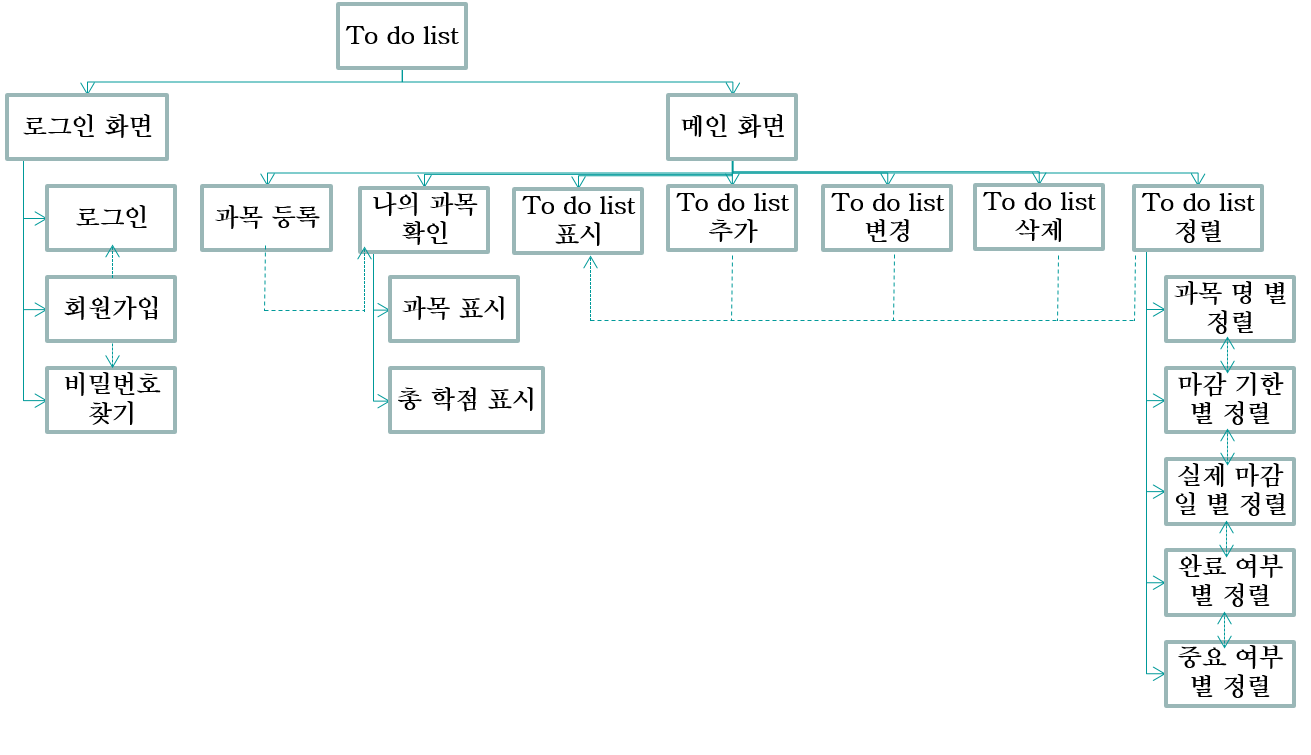 To do list
로그인 화면
메인 화면
로그인
회원가입
비밀번호
찾기
과목 등록
나의 과목
확인
과목 표시
총 학점 표시
To do list
표시
To do list
추가
To do list
변경
To do list
삭제
To do list
정렬
과목 명 별
정렬
마감 기한
별 정렬
실제 마감
일 별 정렬
완료 여부
별 정렬
중요 여부
별 정렬